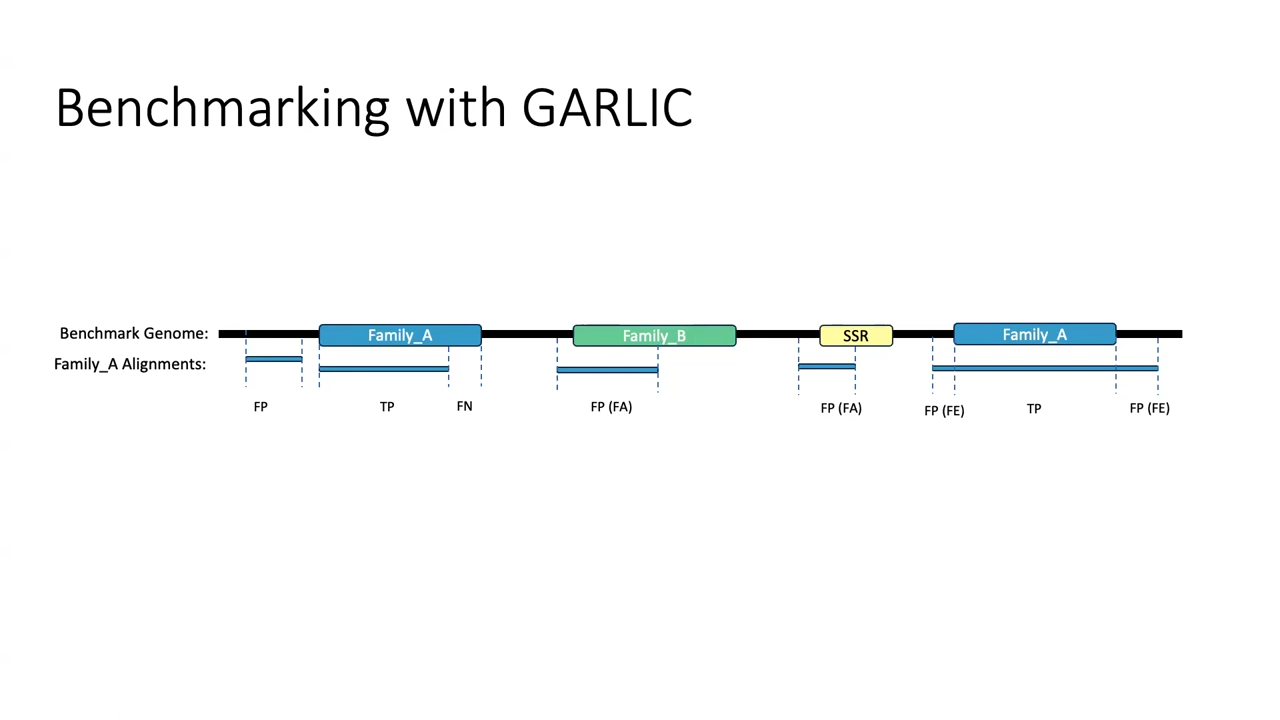 Benchmarking with GARLIC
Benchmark Genome: Family_A Family_B SSR Family_A
Family_A Alignments:
FP TP FN FP (FA) FP (FA) FP (FE) TP FP (FE)